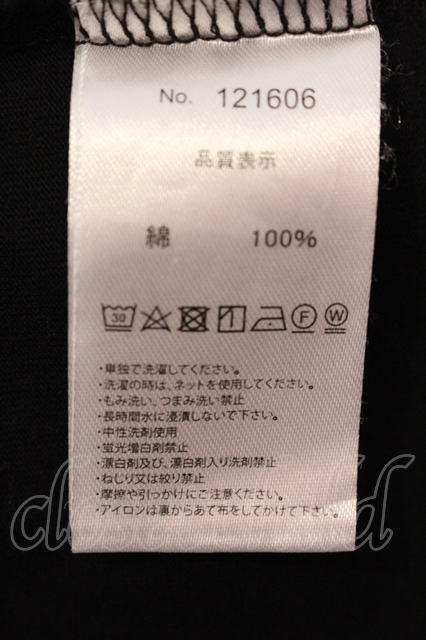 No. 121606
品質表示
綿 100%
30 F W
・単独で洗濯してください。
・洗濯の時は、ネットを使用してください。
・もみ洗い、つまみ洗い禁止
・長時間水に浸漬しないで下さい。
・中性洗剤使用
・蛍光増白剤禁止
・漂白剤及び、漂白剤入り洗剤禁止
・ねじり又は絞り禁止
・摩擦や引っかけにご注意ください。
・アイロンは裏からあて布をしてかけて下さい。